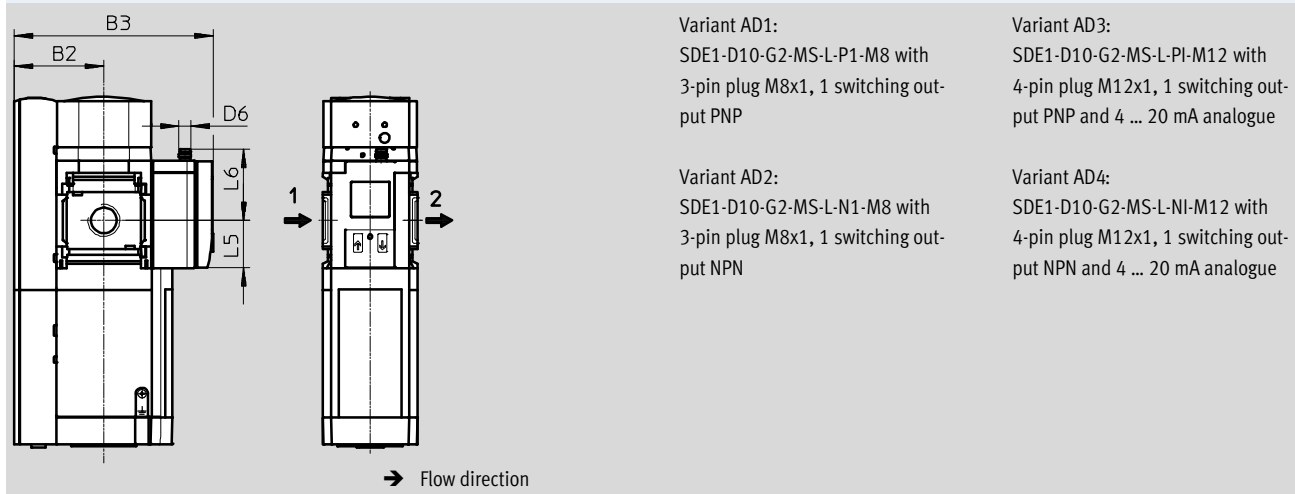 B3
B2
D6
L6
L5
1
2
→ Flow direction
Variant AD1:
SDE1-D10-G2-MS-L-P1-M8 with
3-pin plug M8x1, 1 switching out-
put PNP
Variant AD2:
SDE1-D10-G2-MS-L-N1-M8 with
3-pin plug M8x1, 1 switching out-
put NPN
Variant AD3:
SDE1-D10-G2-MS-L-PI-M12 with
4-pin plug M12x1, 1 switching out-
put PNP and 4 ... 20 mA analogue
Variant AD4:
SDE1-D10-G2-MS-L-NI-M12 with
4-pin plug M12x1, 1 switching out-
put NPN and 4 ... 20 mA analogue